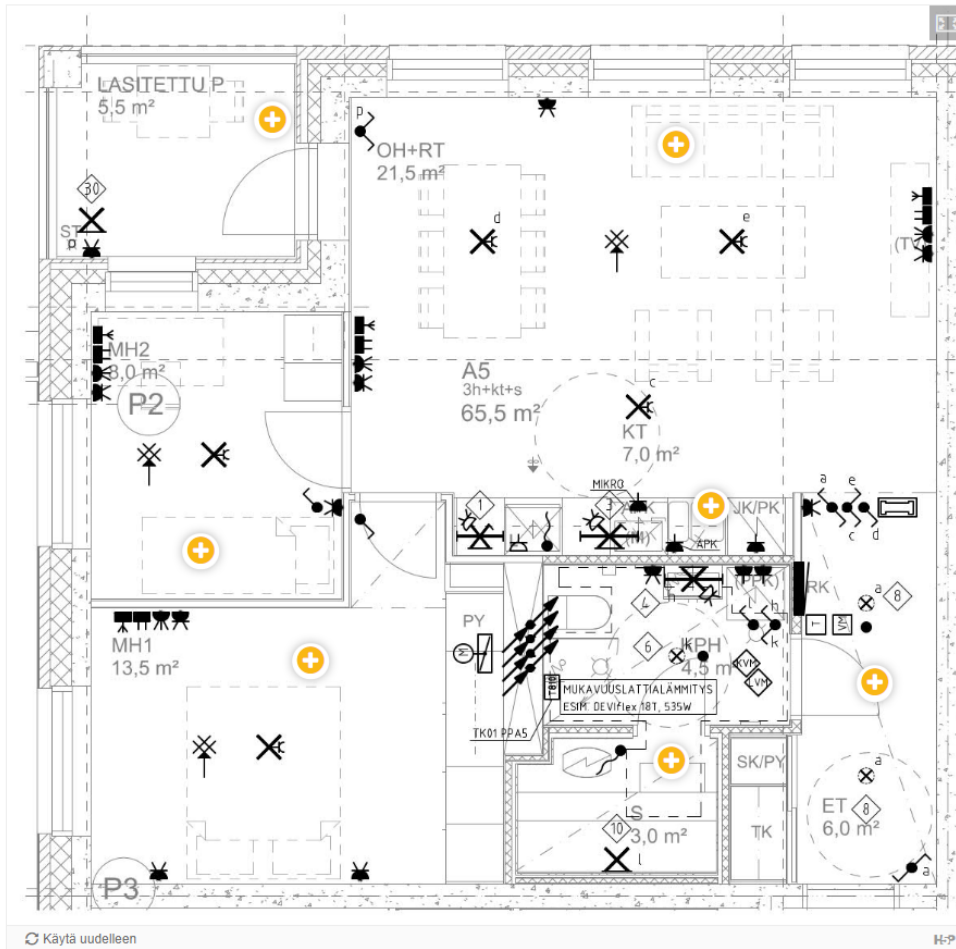 LASITETTU P
5,5 m²
p
OH+RT
21,5 m²
30
d
e
ST
p
(TV)
MH2
8,0 m²
A5
3h+kt+s
65,5 m²
P2
c
KT
7,0 m²
MIKRO
a
e
1
3
JK/PK
(M)
APK
c
d
RK
a
8
4
h
T
VM
MH1
13,5 m²
PY
M
6
k
KPH
4,5 m²
k
KVM
LVM
MUKAVUUSLATTIALÄMMITYS
ESIM. DEVIflex 18T, 535W
TK01 PPA5
SK/PY
a
S
3,0 m²
10
l
TK
ET
6,0 m²
8
a
P3
Käytä uudelleen
H-P